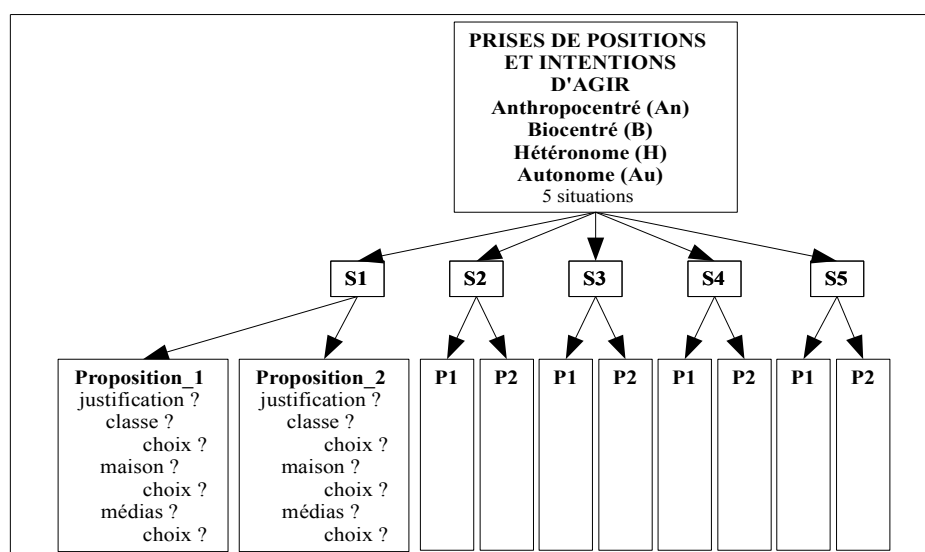 PRISES DE POSITIONS
ET INTENTIONS
D'AGIR
Anthropocentré (An)
Biocentré (B)
Hétéronome (H)
Autonome (Au)
5 situations
S1 S2 S3 S4 S5
Proposition_1
justification ?
classe ?
choix ?
maison ?
choix ?
médias ?
choix ?
Proposition_2
justification ?
classe ?
choix ?
maison ?
choix ?
médias ?
choix ?
P1 P2 P1 P2 P1 P2 P1 P2